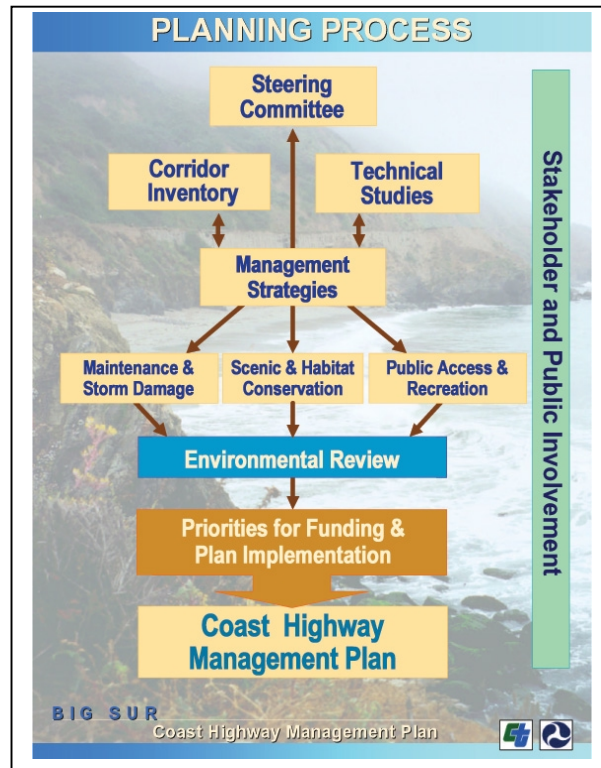 PLANNING PROCESS
Steering
Committee
Corridor
Inventory
Technical
Studies
Management
Strategies
Maintenance &
Storm Damage
Scenic & Habitat
Conservation
Public Access &
Recreation
Environmental Review
Priorities for Funding &
Plan Implementation
Coast Highway
Management Plan
Stakeholder and Public Involvement
BIG SUR
Coast Highway Management Plan
ct